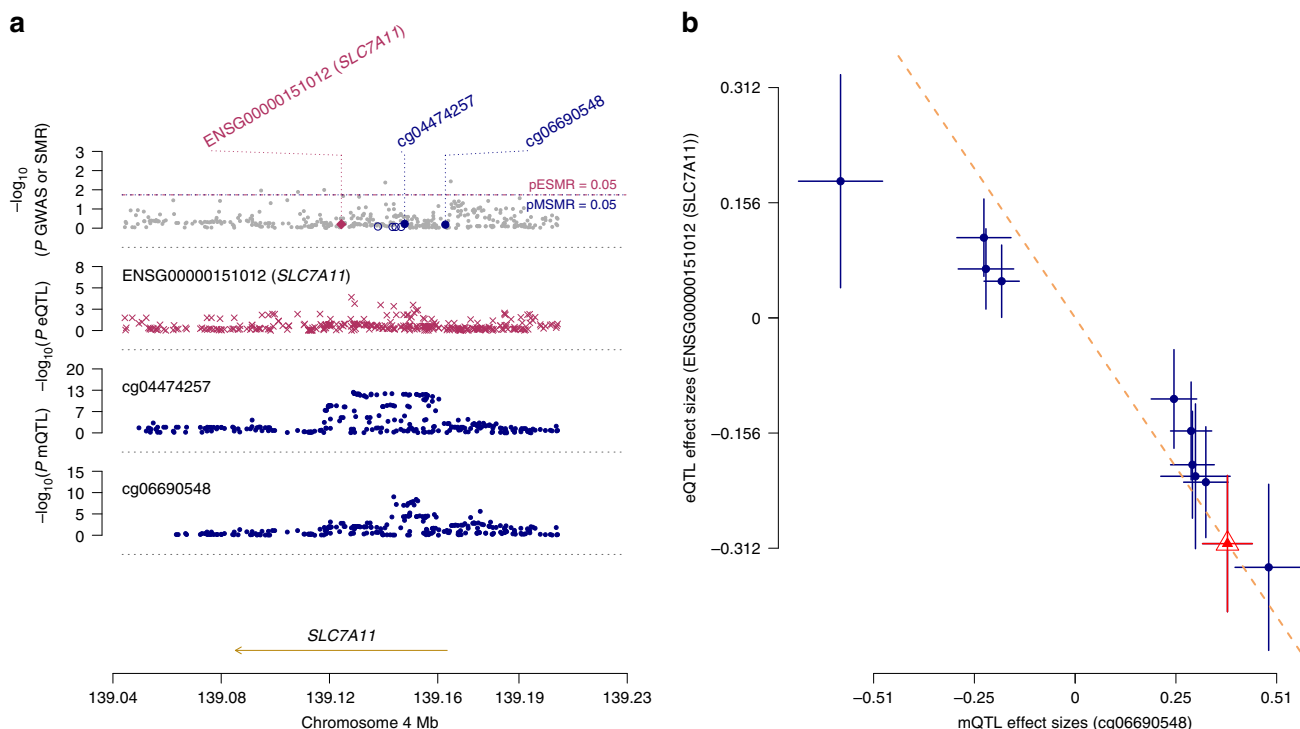 a
ENSG00000151012 (SLC7A11)
cg04474257
cg06690548
−log10
(P GWAS or SMR)
3
2
2
1
0
pESMR = 0.05
pMSMR = 0.05
−log10(P eQTL)
8
5
3
0
ENSG00000151012 (SLC7A11)
−log10(P mQTL)
20
13
7
0
cg04474257
15
10
5
0
cg06690548
SLC7A11
139.04 139.08 139.12 139.16 139.19 139.23
Chromosome 4 Mb
b
eQTL effect sizes (ENSG00000151012 (SLC7A11))
0.312
0.156
0
−0.156
−0.312
−0.51 −0.25 0 0.25 0.51
mQTL effect sizes (cg06690548)